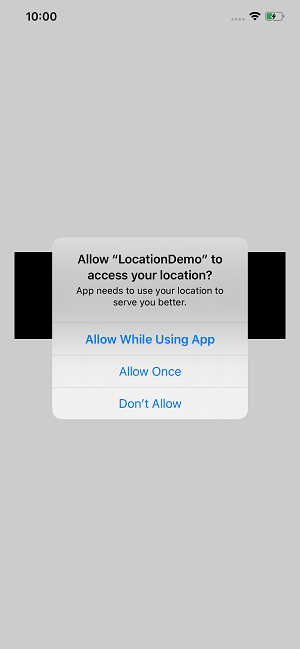 10:00
Allow “LocationDemo” to
access your location?
App needs to use your location to
serve you better.
Allow While Using App
Allow Once
Don’t Allow